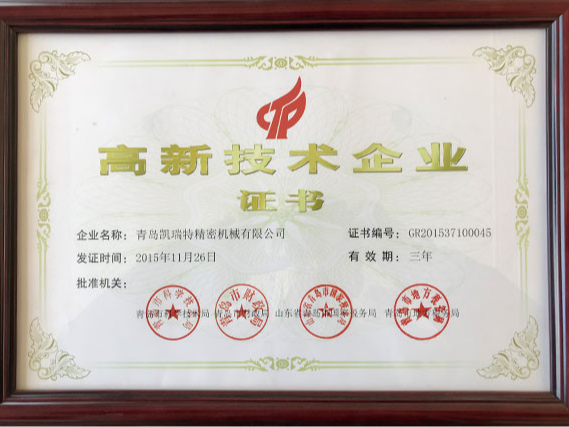 高新技术企业
证书
企业名称：青岛凯瑞特精密机械有限公司 证书编号：GR201537100045
发证时间：2015年11月26日 有效期：三年
批准机关：
青岛市科学技术局 青岛市财政局 山东省青岛市国家税务局 青岛市地方税务局